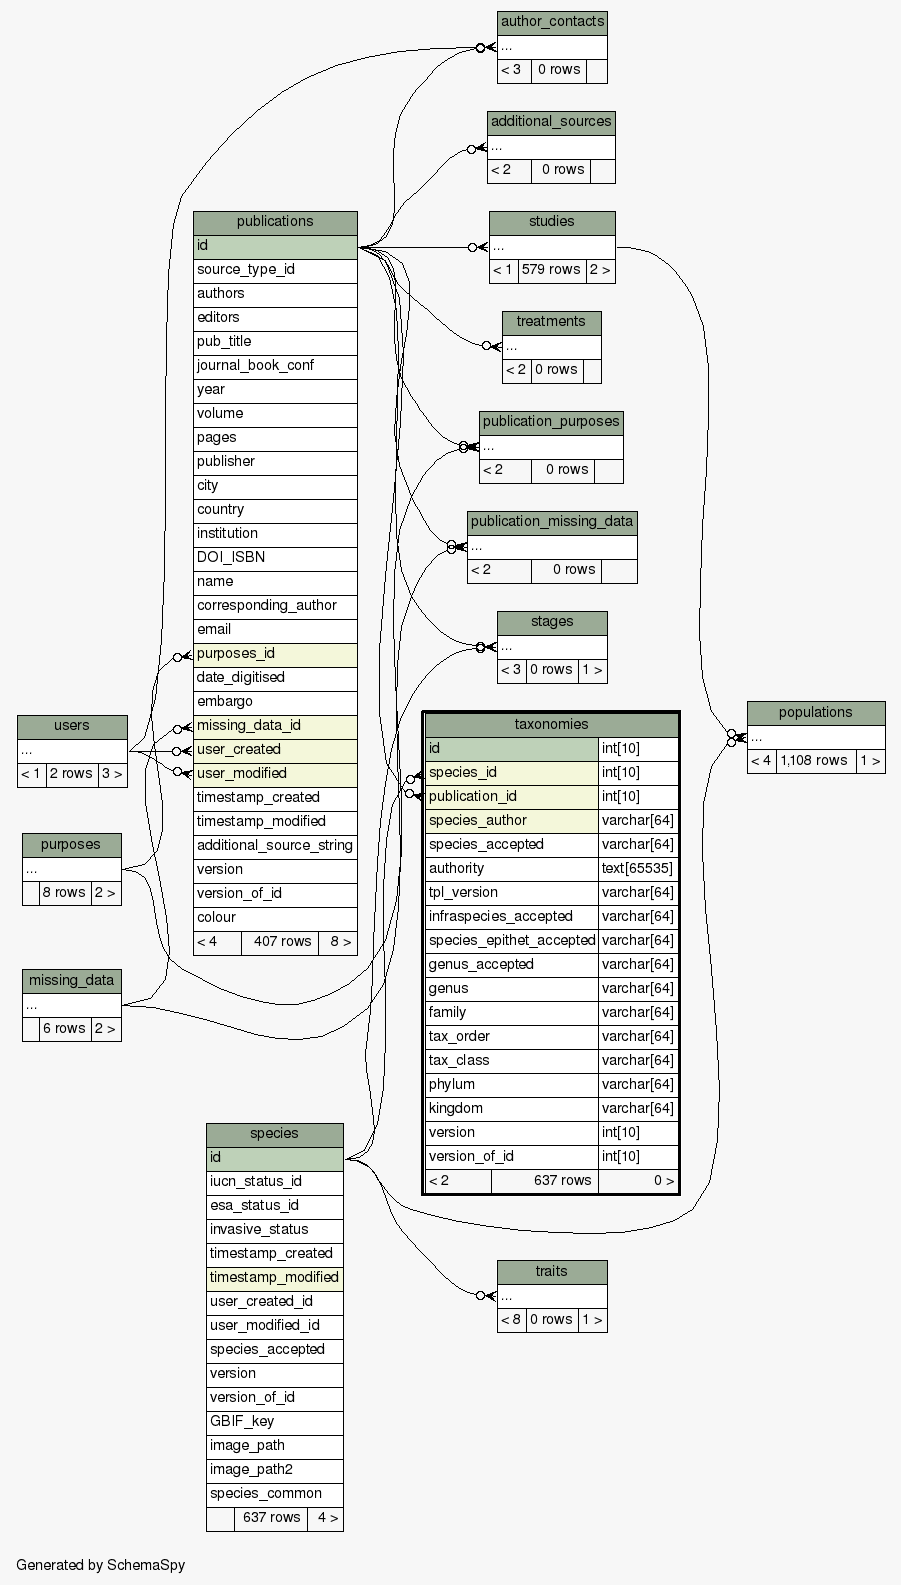 author_contacts
...
< 3 0 rows
additional_sources
...
< 2 0 rows
publications
id
source_type_id
authors
editors
pub_title
journal_book_conf
year
volume
pages
publisher
city
country
institution
DOI_ISBN
name
corresponding_author
email
purposes_id
date_digitised
embargo
missing_data_id
user_created
user_modified
timestamp_created
timestamp_modified
additional_source_string
version
version_of_id
colour
< 4 407 rows 8 >
studies
...
< 1 579 rows 2 >
treatments
...
< 2 0 rows
publication_purposes
...
< 2 0 rows
publication_missing_data
...
< 2 0 rows
stages
...
< 3 0 rows 1 >
users
...
< 1 2 rows 3 >
purposes
...
8 rows 2 >
missing_data
...
6 rows 2 >
taxonomies
id int[10]
species_id int[10]
publication_id int[10]
species_author varchar[64]
species_accepted varchar[64]
authority text[65535]
tpl_version varchar[64]
infraspecies_accepted varchar[64]
species_epithet_accepted varchar[64]
genus_accepted varchar[64]
genus varchar[64]
family varchar[64]
tax_order varchar[64]
tax_class varchar[64]
phylum varchar[64]
kingdom varchar[64]
version int[10]
version_of_id int[10]
< 2 637 rows 0 >
populations
...
< 4 1,108 rows 1 >
species
id
iucn_status_id
esa_status_id
invasive_status
timestamp_created
timestamp_modified
user_created_id
user_modified_id
species_accepted
version
version_of_id
GBIF_key
image_path
image_path2
species_common
637 rows 4 >
traits
...
< 8 0 rows 1 >
Generated by SchemaSpy